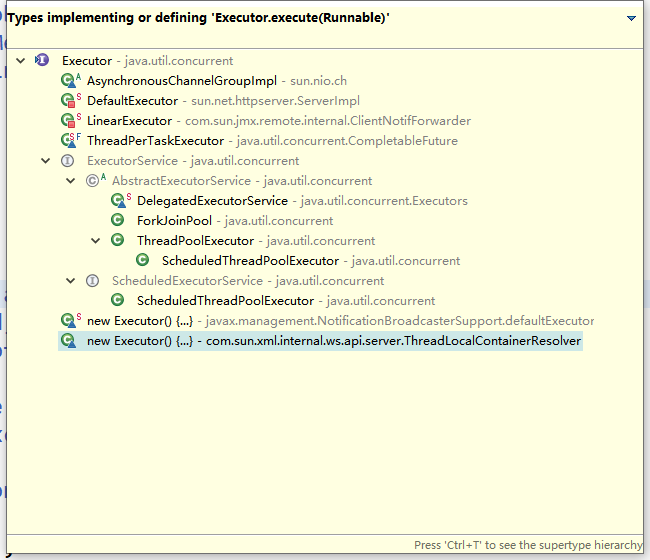 Types implementing or defining 'Executor.execute(Runnable)'
Executor - java.util.concurrent
AsynchronousChannelGroupImpl - sun.nio.ch
DefaultExecutor - sun.net.httpserver.ServerImpl
LinearExecutor - com.sun.jmx.remote.internal.ClientNotifForwarder
ThreadPerTaskExecutor - java.util.concurrent.CompletableFuture
ExecutorService - java.util.concurrent
AbstractExecutorService - java.util.concurrent
DelegatedExecutorService - java.util.concurrent.Executors
ForkJoinPool - java.util.concurrent
ThreadPoolExecutor - java.util.concurrent
ScheduledThreadPoolExecutor - java.util.concurrent
ScheduledExecutorService - java.util.concurrent
ScheduledThreadPoolExecutor - java.util.concurrent
new Executor() {...} - javax.management.NotificationBroadcasterSupport.defaultExecutor
new Executor() {...} - com.sun.xml.internal.ws.api.server.ThreadLocalContainerResolver
Press 'Ctrl+T' to see the supertype hierarchy